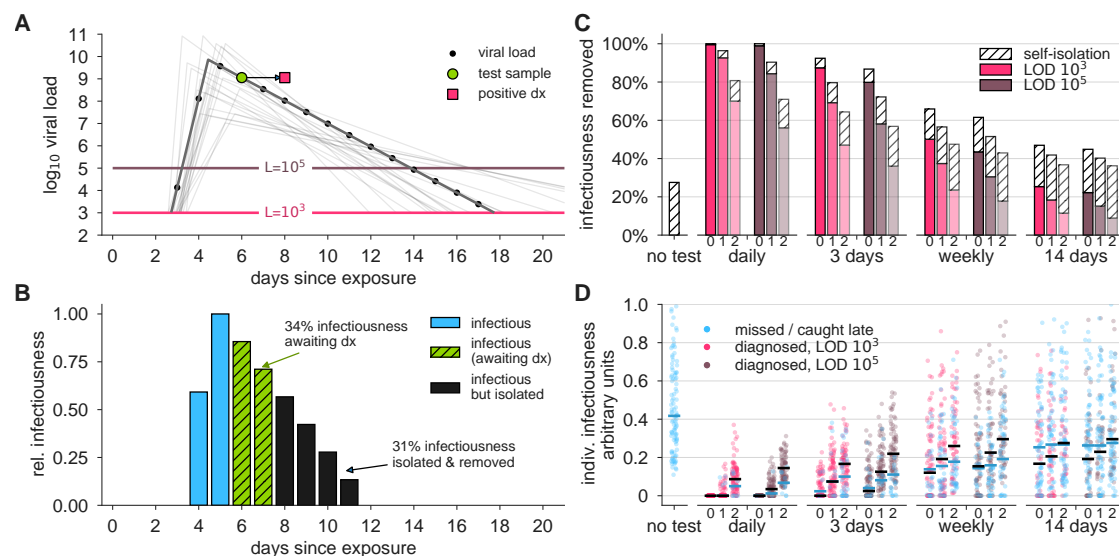 A
log10 viral load
11
10
9
8
7
6
5
4
3
2
viral load
test sample
positive dx
L=10^5
L=10^3
0 2 4 6 8 10 12 14 16 18 20
days since exposure
B
rel. infectiousness
1.00
0.75
0.50
0.25
0.00
34% infectiousness
awaiting dx
infectious
infectious
(awaiting dx)
infectious
but isolated
31% infectiousness
isolated & removed
0 2 4 6 8 10 12 14 16 18 20
days since exposure
C
infectiousness removed
100%
80%
60%
40%
20%
0%
self-isolation
LOD 10^3
LOD 10^5
0 1 2 0 1 2 0 1 2 0 1 2 0 1 2 0 1 2 0 1 2 0 1 2
no test daily 3 days weekly 14 days
D
indiv. infectiousness
arbitrary units
1.0
0.8
0.6
0.4
0.2
0
missed / caught late
diagnosed, LOD 10^3
diagnosed, LOD 10^5
0 1 2 0 1 2 0 1 2 0 1 2 0 1 2 0 1 2 0 1 2 0 1 2
no test daily 3 days weekly 14 days